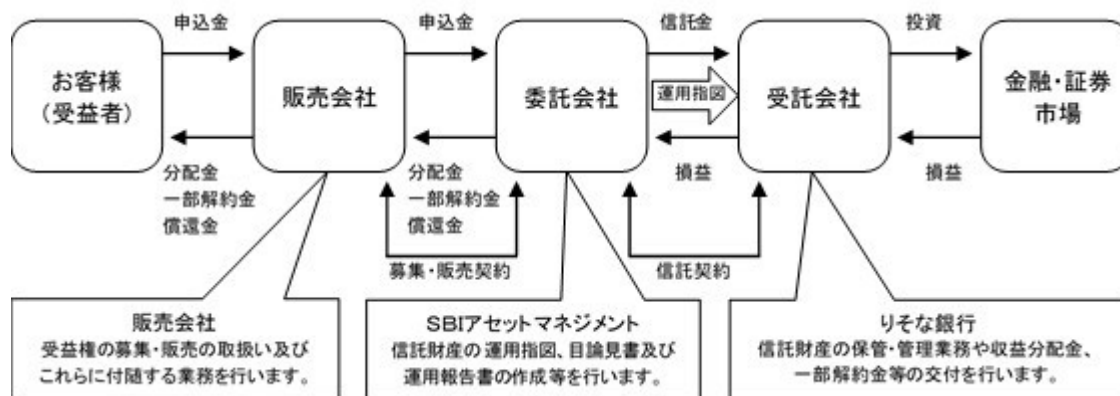 申込金
申込金
信託金
投資
お客様
（受益者）
販売会社
委託会社
運用指図
受託会社
金融・証券
市場
分配金
一部解約金
償還金
分配金
一部解約金
償還金
損益
損益
募集・販売契約
信託契約
販売会社
受益権の募集・販売の取扱い及び
これらに付随する業務を行います。
SBIアセットマネジメント
信託財産の運用指図、目論見書及び
運用報告書の作成等を行います。
りそな銀行
信託財産の保管・管理業務や収益分配金、
一部解約金等の交付を行います。